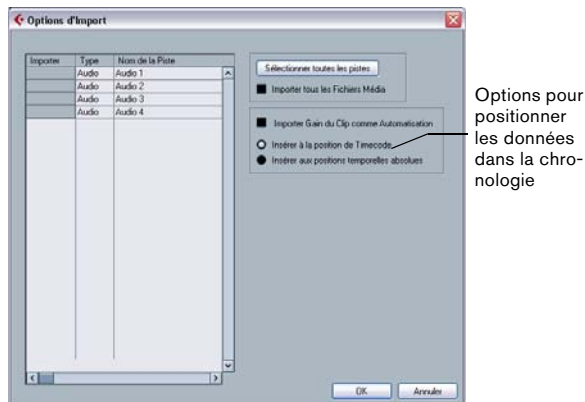 Options d'Import
Importer Type Nom de la Piste
Audio Audio 1
Audio Audio 2
Audio Audio 3
Audio Audio 4
Sélectionner toutes les pistes
Importer tous les Fichiers Média
Importer Gain du Clip comme Automatisation
Insérer à la position de Timecode
Insérer aux positions temporelles absolues
OK Annuler
Options pour
positionner
les données
dans la chro-
nologie